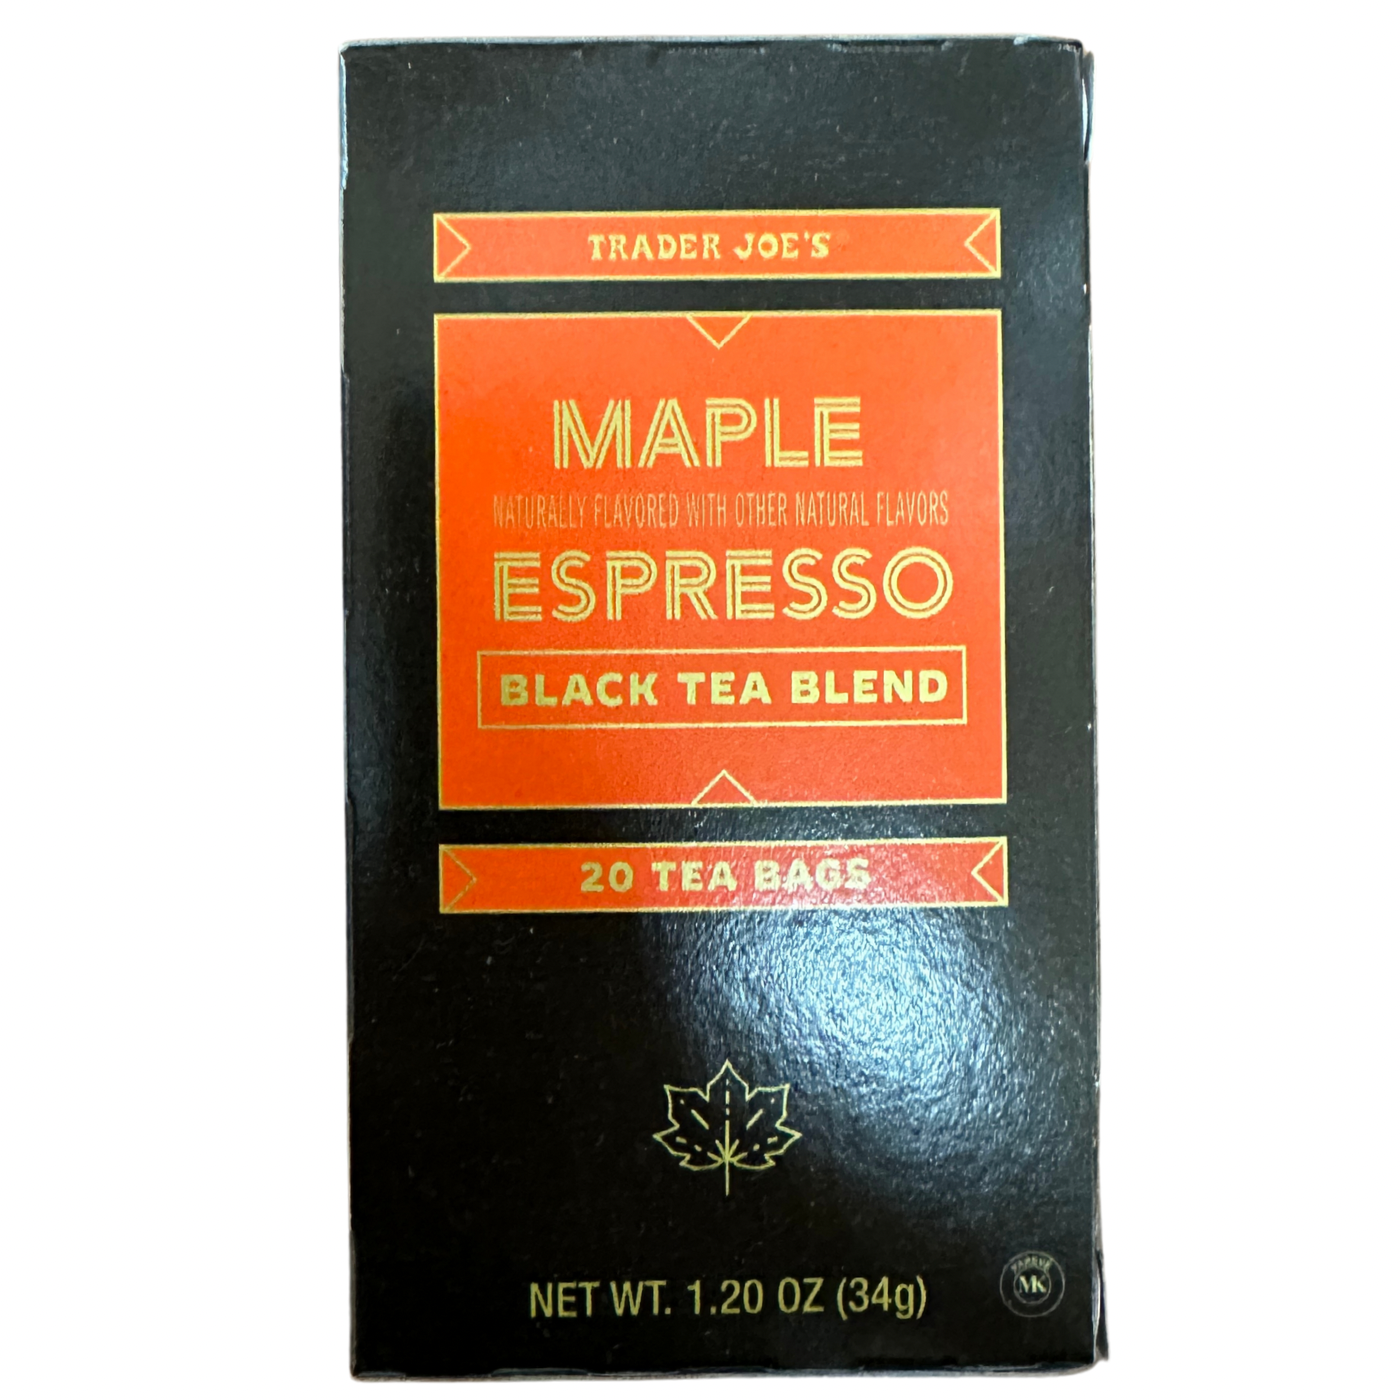 TRADER JOE'S
MAPLE
NATURALLY FLAVORED WITH OTHER NATURAL FLAVORS
ESPRESSO
BLACK TEA BLEND
20 TEA BAGS
NET WT. 1.20 OZ (34g)
PAREVE
MK